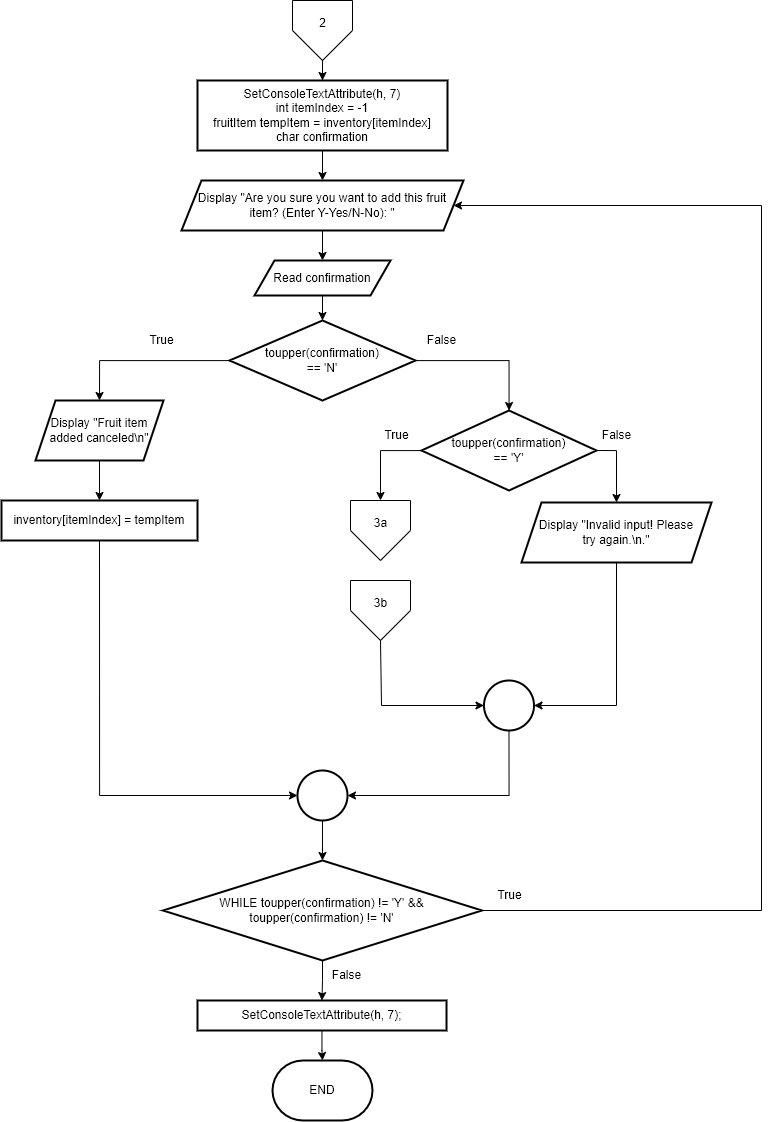 2
SetConsoleTextAttribute(h, 7)
int itemIndex = -1
fruitItem tempItem = inventory[itemIndex]
char confirmation
Display "Are you sure you want to add this fruit
item? (Enter Y-Yes/N-No): "
Read confirmation
True
False
toupper(confirmation)
== 'N'
Display "Fruit item
added canceled\n"
True
False
toupper(confirmation)
== 'Y'
inventory[itemIndex] = tempItem
3a
Display "Invalid input! Please
try again.\n."
3b
WHILE toupper(confirmation) != 'Y' &&
toupper(confirmation) != 'N'
True
False
SetConsoleTextAttribute(h, 7);
END